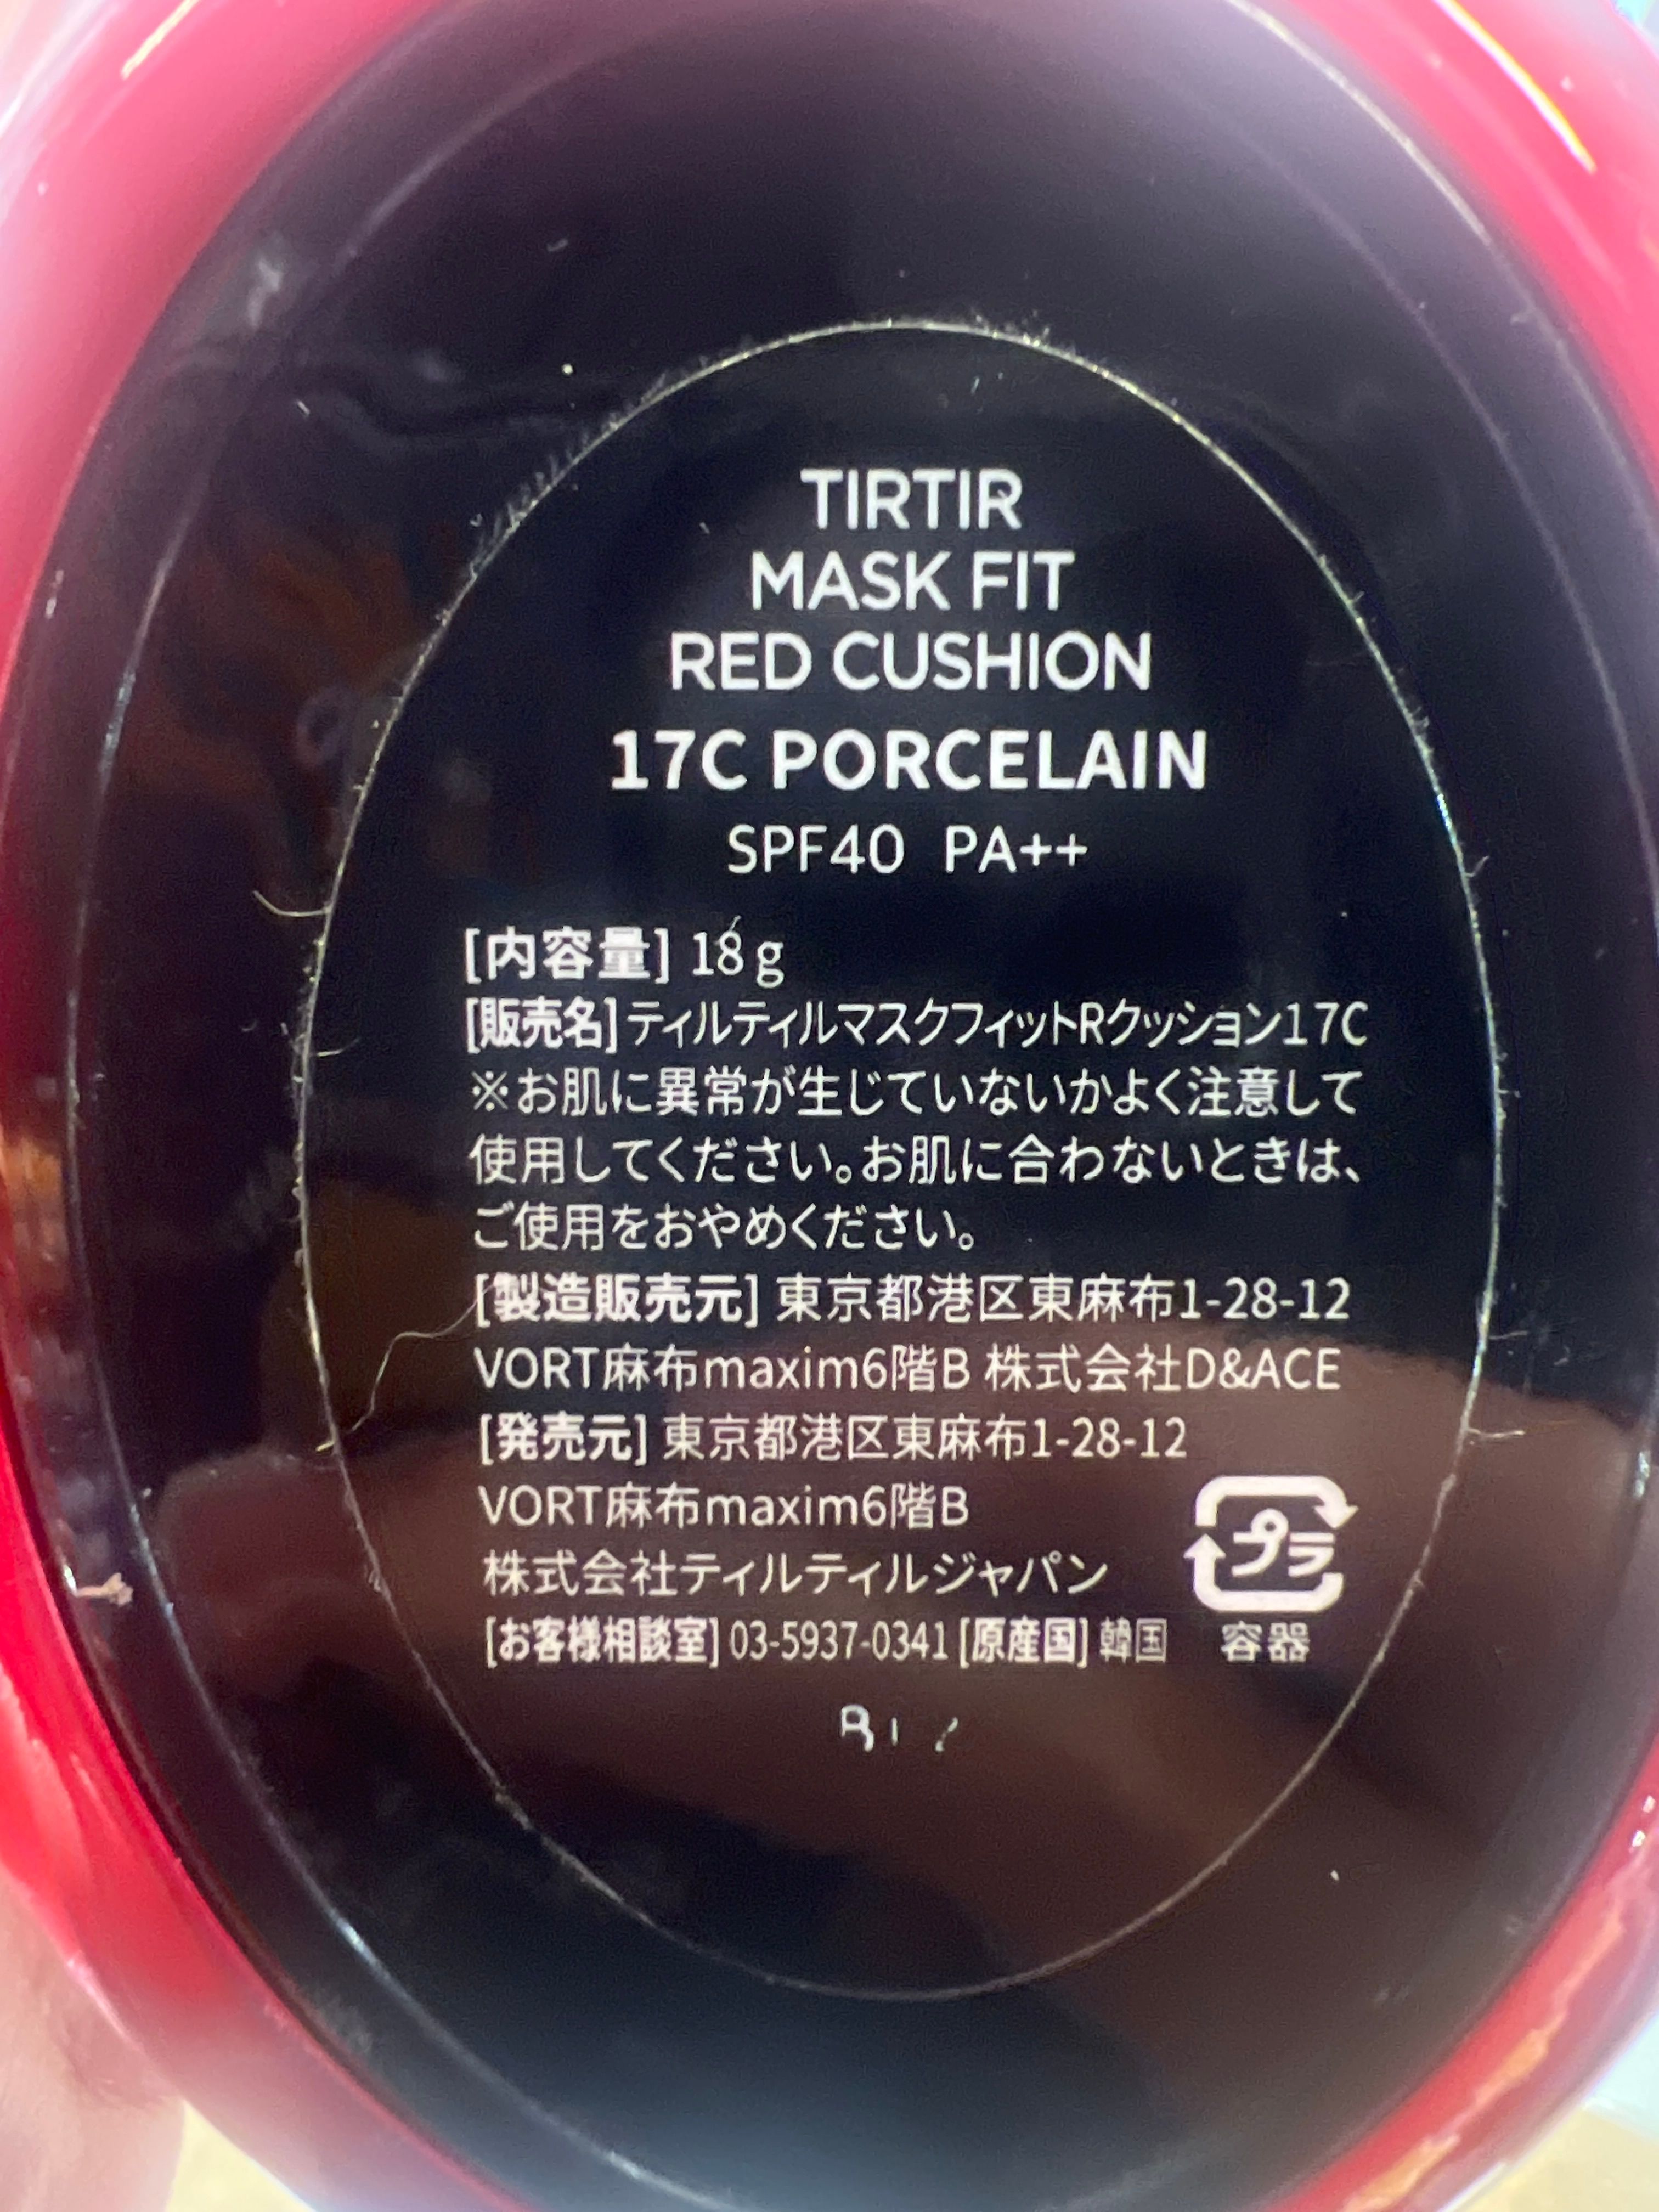 TIRTIR
MASK FIT
RED CUSHION
17C PORCELAIN
SPF40 PA++
[内容量] 18g
[販売名]ティルティルマスクフィットRクッション17C
※お肌に異常が生じていないかよく注意して
使用してください。お肌に合わないときは、
ご使用をおやめください。
[製造販売元] 東京都港区東麻布1-28-12
VORT麻布maxim6階B 株式会社D&ACE
[発売元] 東京都港区東麻布1-28-12
VORT麻布maxim6階B
株式会社ティルティルジャパン
プラ
[お客様相談室] 03-5937-0341 [原産国] 韓国
容器